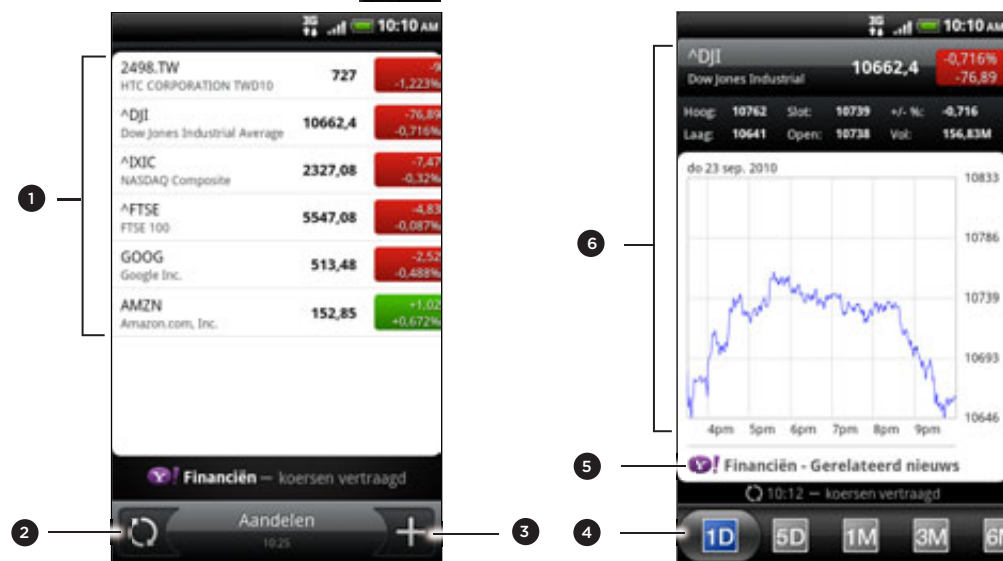 3G 10:10 AM
2498.TW
HTC CORPORATION TWD10
727
-9
-1,223%
^DJI
Dow Jones Industrial Average
10662,4
-76,89
-0,716%
^IXIC
NASDAQ Composite
2327,08
-7,47
-0,32%
^FTSE
FTSE 100
5547,08
-4,83
-0,087%
GOOG
Google Inc.
513,48
-2,52
-0,488%
AMZN
Amazon.com, Inc.
152,85
+1,02
+0,672%
Y! Financiën — koersen vertraagd
Aandelen
10:25
1
2
3
3G 10:10 AM
^DJI
Dow Jones Industrial
10662,4
-0,716%
-76,89
Hoog: 10762 Slot: 10739 +/- %: -0,716
Laag: 10641 Open: 10738 Vol: 156,83M
do 23 sep. 2010
10833
10786
10739
10693
10646
4pm 5pm 6pm 7pm 8pm 9pm
Y! Financiën - Gerelateerd nieuws
10:12 — koersen vertraagd
1D 5D 1M 3M
6
5
4